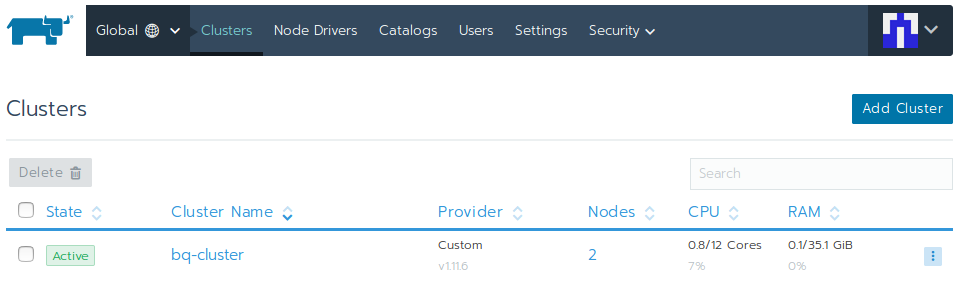 Global Clusters Node Drivers Catalogs Users Settings Security
Clusters Add Cluster
Delete Search
State Cluster Name Provider Nodes CPU RAM
Active bq-cluster Custom 2 0.8/12 Cores 0.1/35.1 GiB
v1.11.6 7% 0%